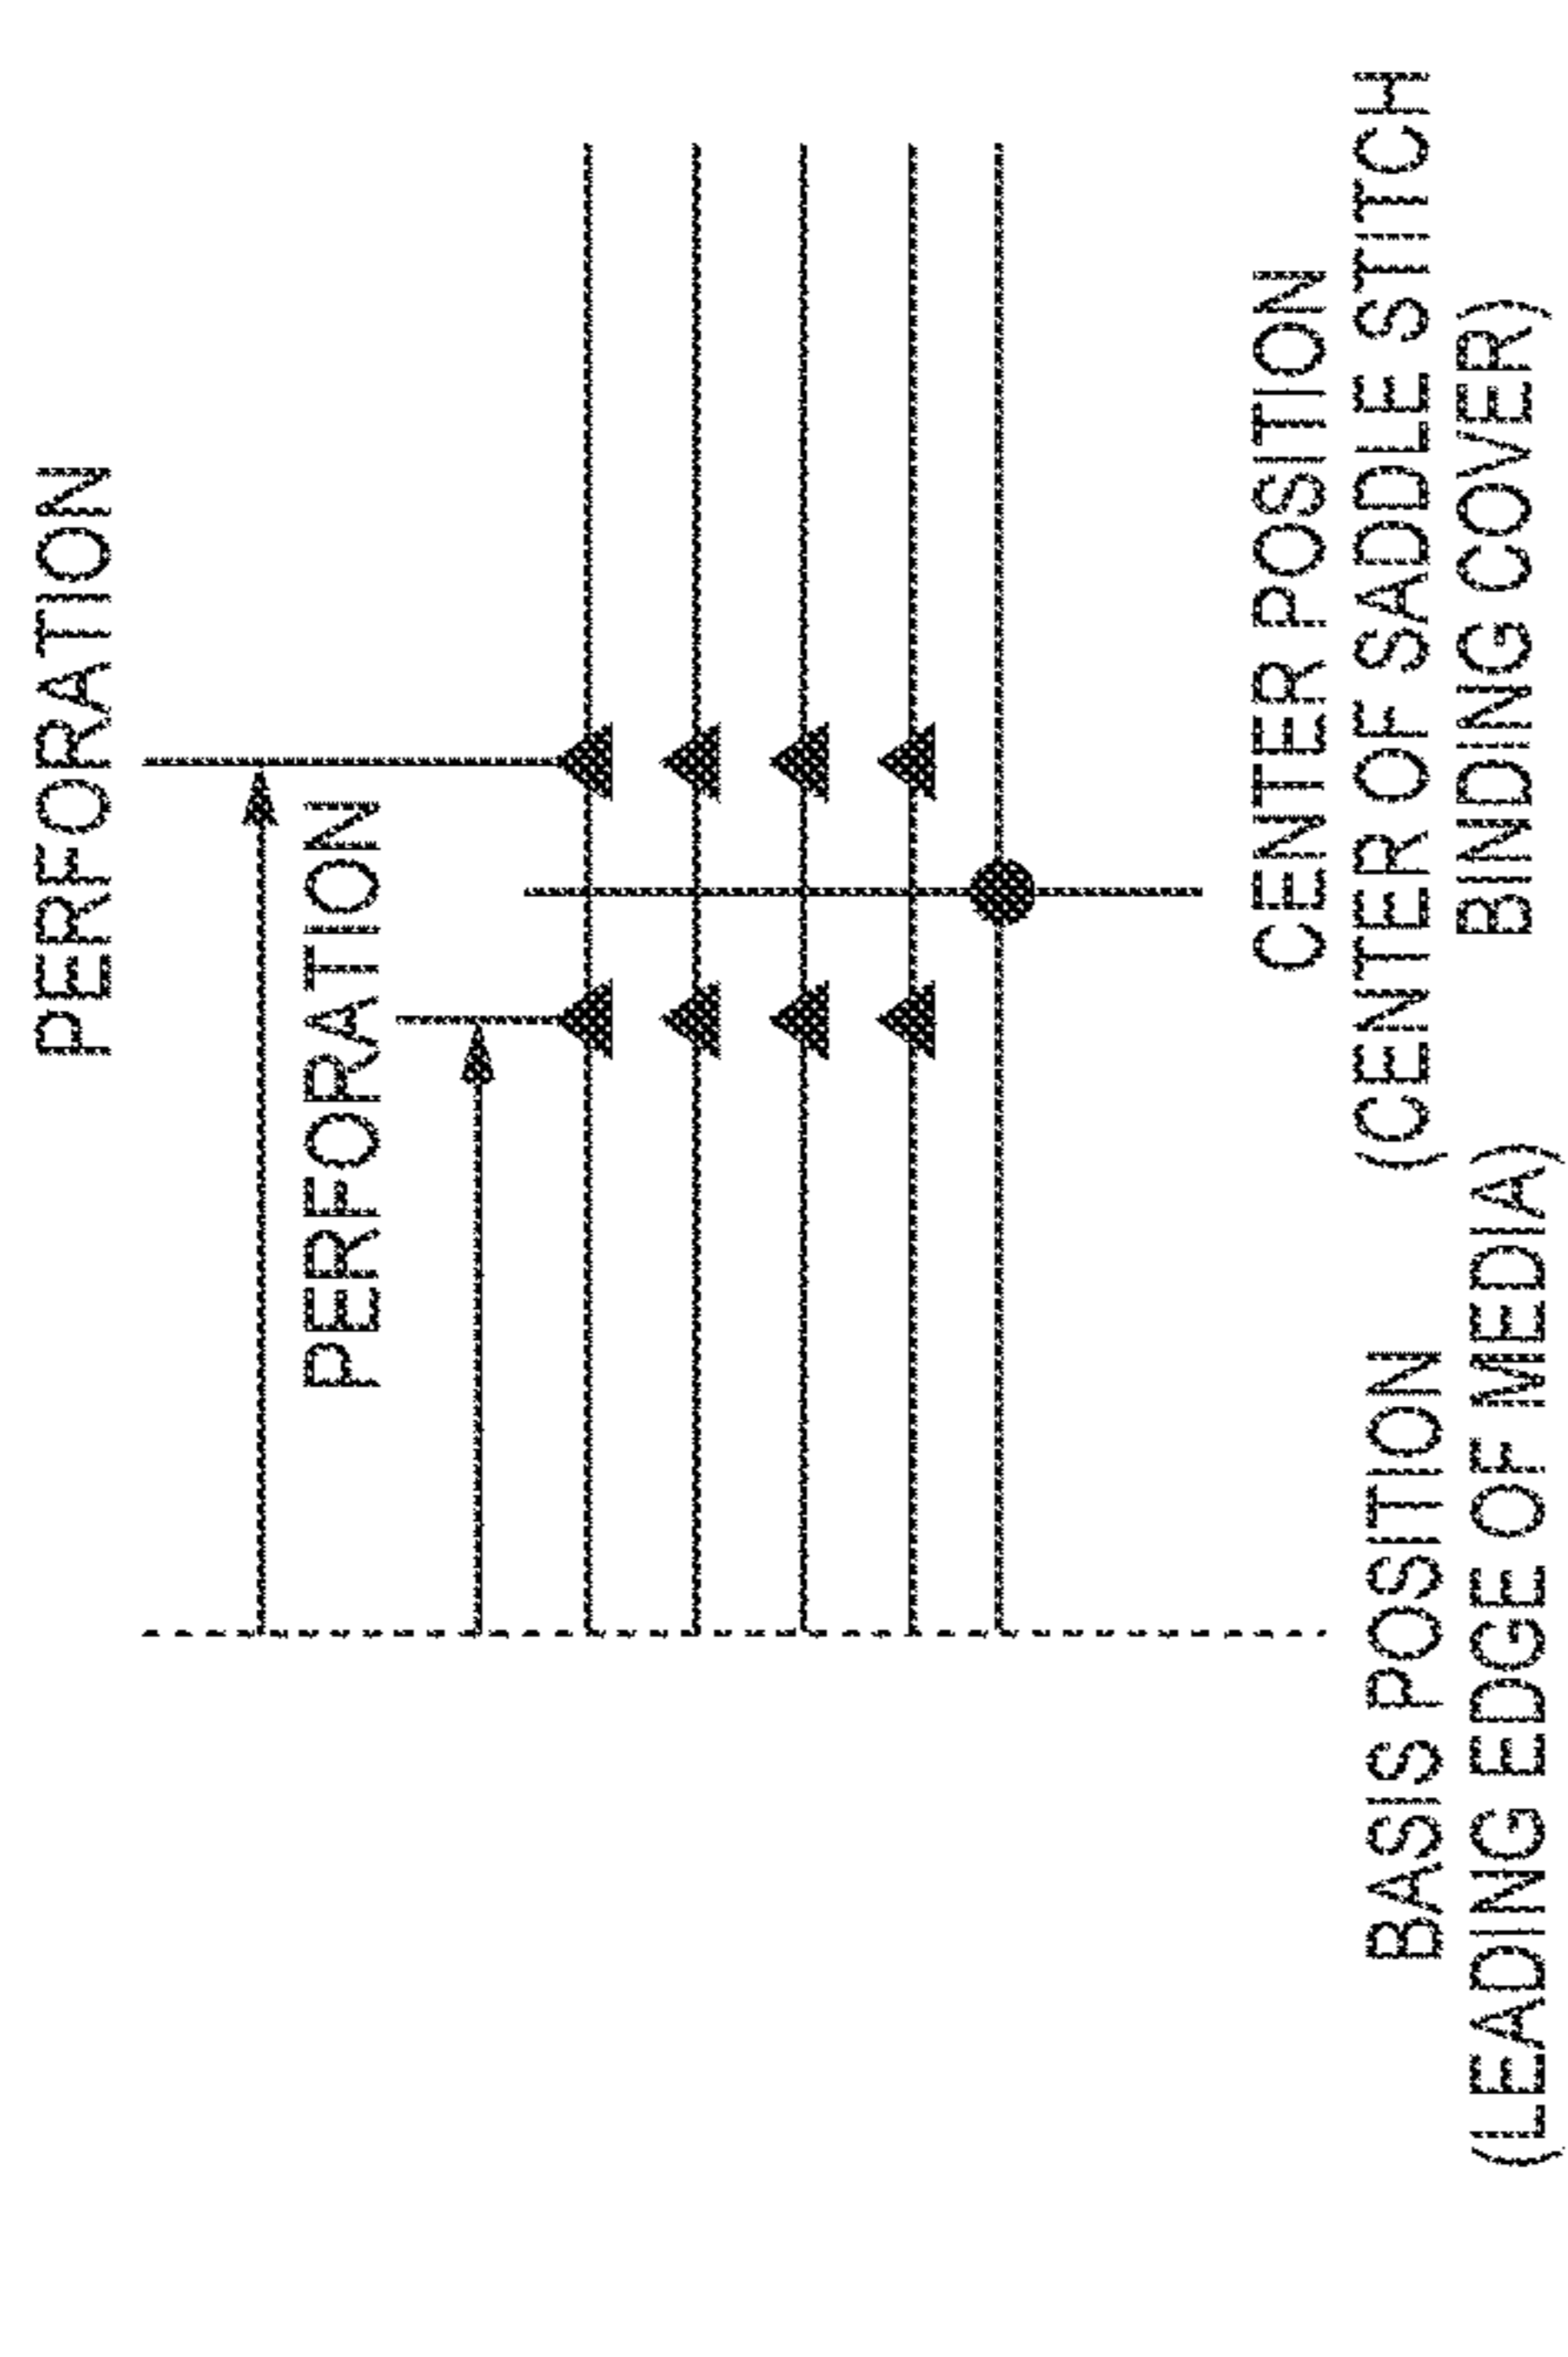 PERFORATION
PERFORATION
CENTER POSITION
(CENTER OF SADDLE STITCH
BINDING COVER)
BASIS POSITION
(LEADING EDGE OF MEDIA)